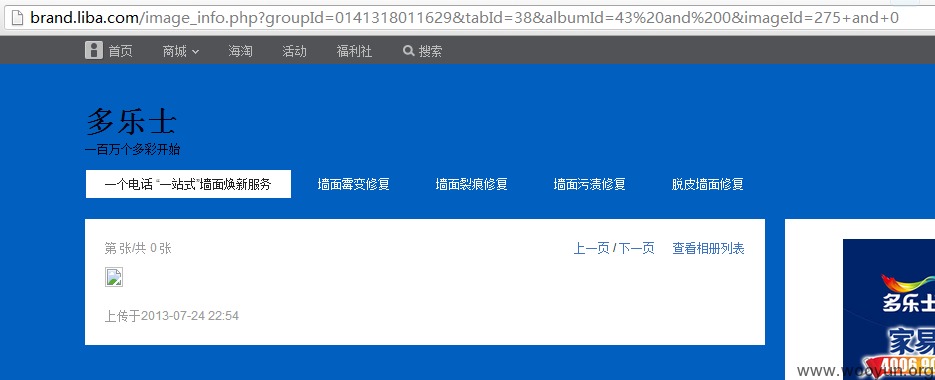 brand.liba.com/image_info.php?groupId=0141318011629&tabId=38&albumId=43%20and%200&imageId=275+and+0
首页 商城 海淘 活动 福利社 搜索
多乐士
一百万个多彩开始
一个电话 “一站式”墙面焕新服务 墙面霉变修复 墙面裂痕修复 墙面污渍修复 脱皮墙面修复
第 张/共 0 张 上一页 / 下一页 查看相册列表
上传于2013-07-24 22:54
多乐士
家易
www.wooyun.org